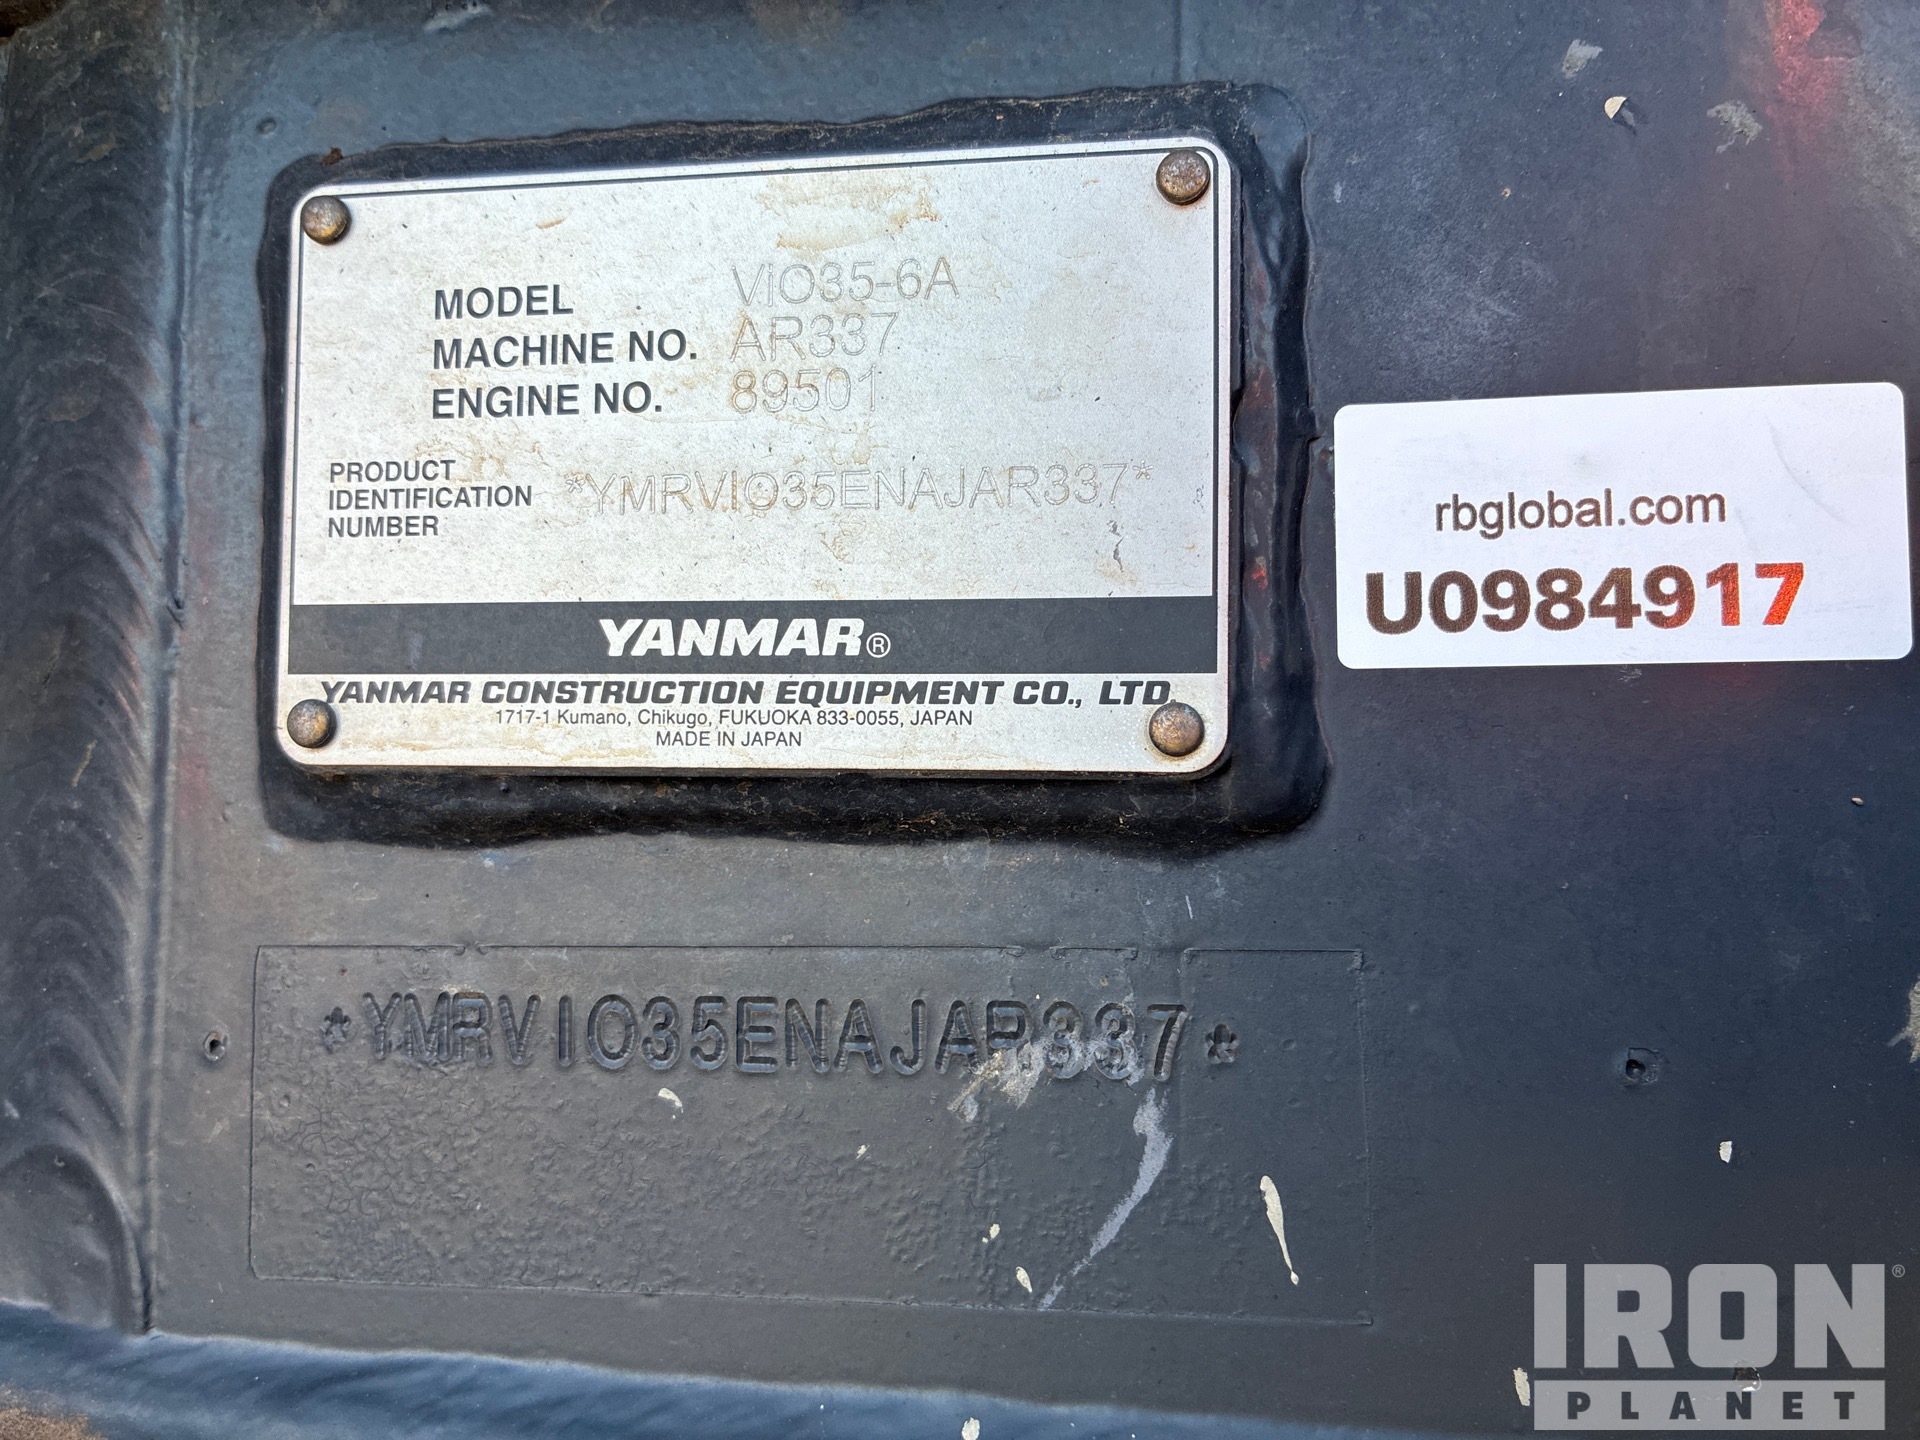 MODEL ViO35-6A
MACHINE NO. AR337
ENGINE NO. 89501
PRODUCT
IDENTIFICATION
NUMBER
*YMRVIO35ENAJAR337*
YANMAR®
YANMAR CONSTRUCTION EQUIPMENT CO., LTD.
1717-1 Kumano, Chikugo, FUKUOKA 833-0055, JAPAN
MADE IN JAPAN
rbglobal.com
U0984917
*YMRVIO35ENAJAR337*
IRON®
PLANET